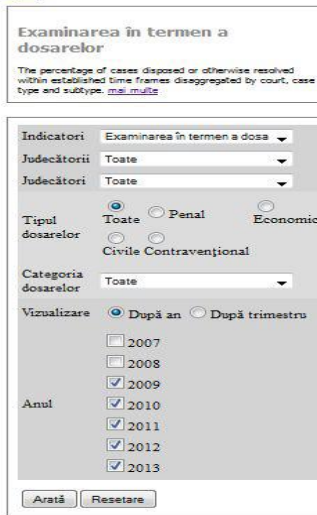 Examinarea în termen a
dosarelor
The percentage of cases disposed or otherwise resolved
within established time frames disaggregated by court, case
type and subtype. mai multe
Indicatori Examinarea în termen a dosa
Judecătorii Toate
Judecători Toate
Tipul dosarelor
Toate Penal Economic
Civile Contravențional
Categoria dosarelor Toate
Vizualizare După an După trimestru
Anul
2007
2008
2009
2010
2011
2012
2013
Arată Resetare